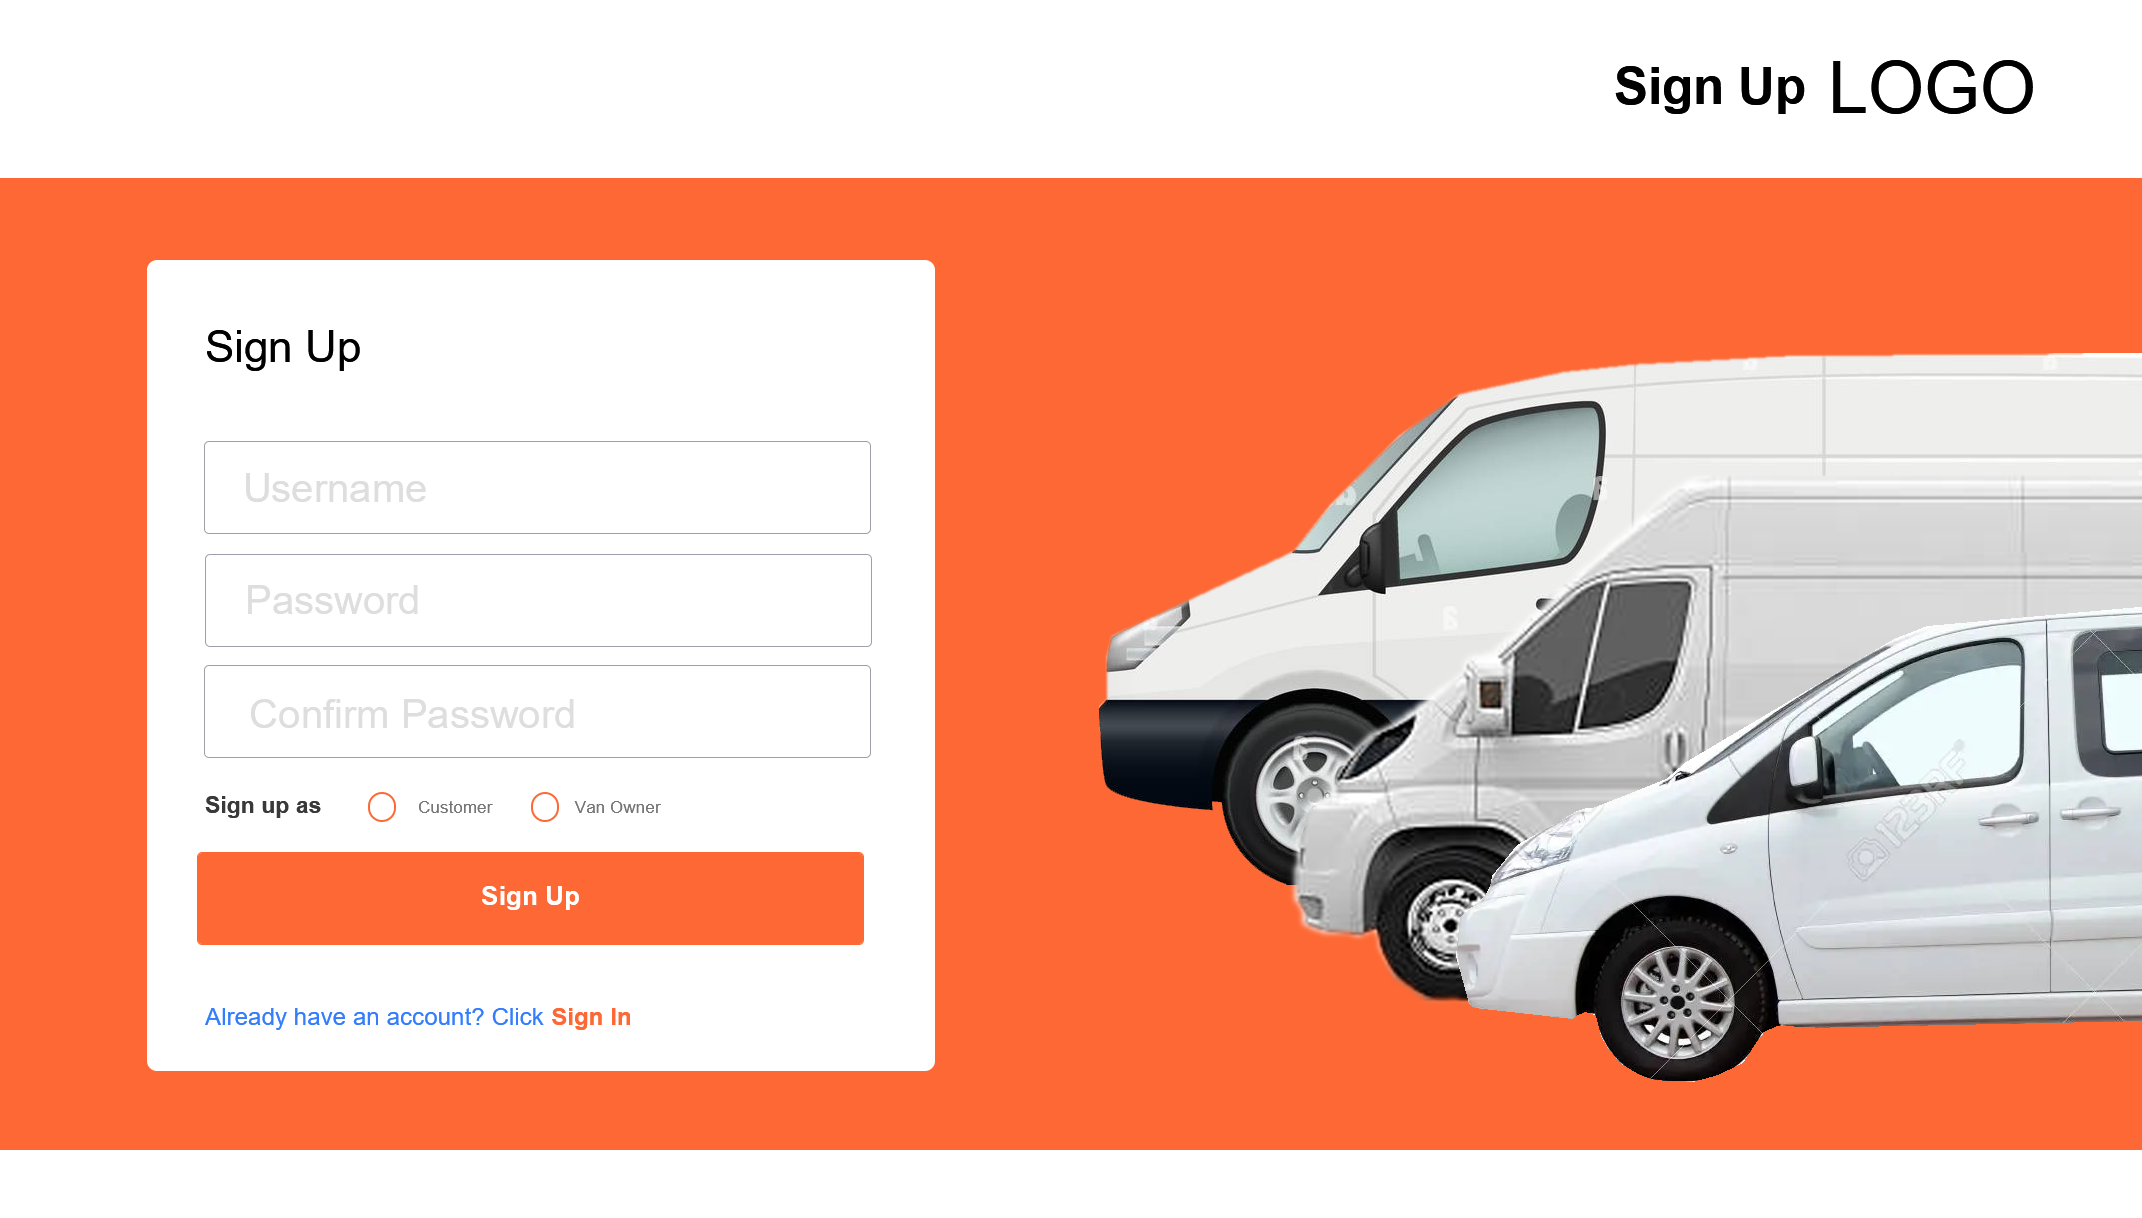 Sign Up LOGO
Sign Up
Username
Password
Confirm Password
Sign up as Customer Van Owner
Sign Up
Already have an account? Click Sign In
123RF